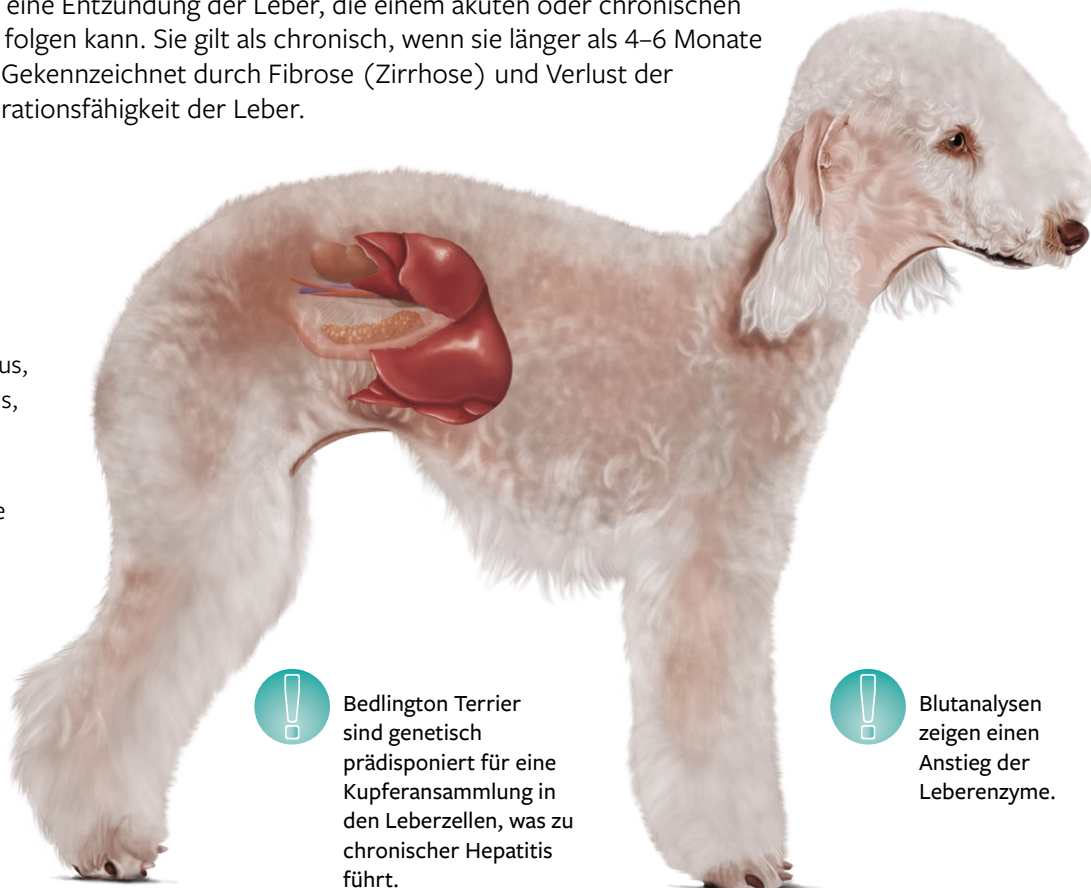 eine Entzündung der Leber, die einem akuten oder chronischen
folgen kann. Sie gilt als chronisch, wenn sie länger als 4–6 Monate
Gekennzeichnet durch Fibrose (Zirrhose) und Verlust der
rationsfähigkeit der Leber.
us,
s,
e
Bedlington Terrier
sind genetisch
prädisponiert für eine
Kupferansammlung in
den Leberzellen, was zu
chronischer Hepatitis
führt.
Blutanalysen
zeigen einen
Anstieg der
Leberenzyme.